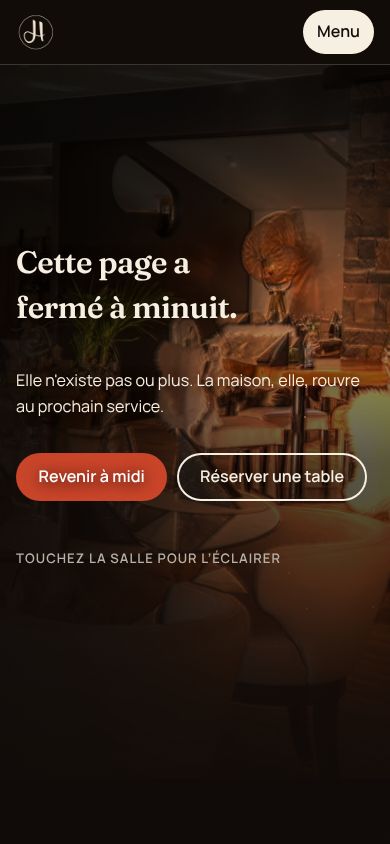 Menu
Cette page a
fermé à minuit.
Elle n'existe pas ou plus. La maison, elle, rouvre
au prochain service.
Revenir à midi
Réserver une table
TOUCHEZ LA SALLE POUR L'ÉCLAIRER